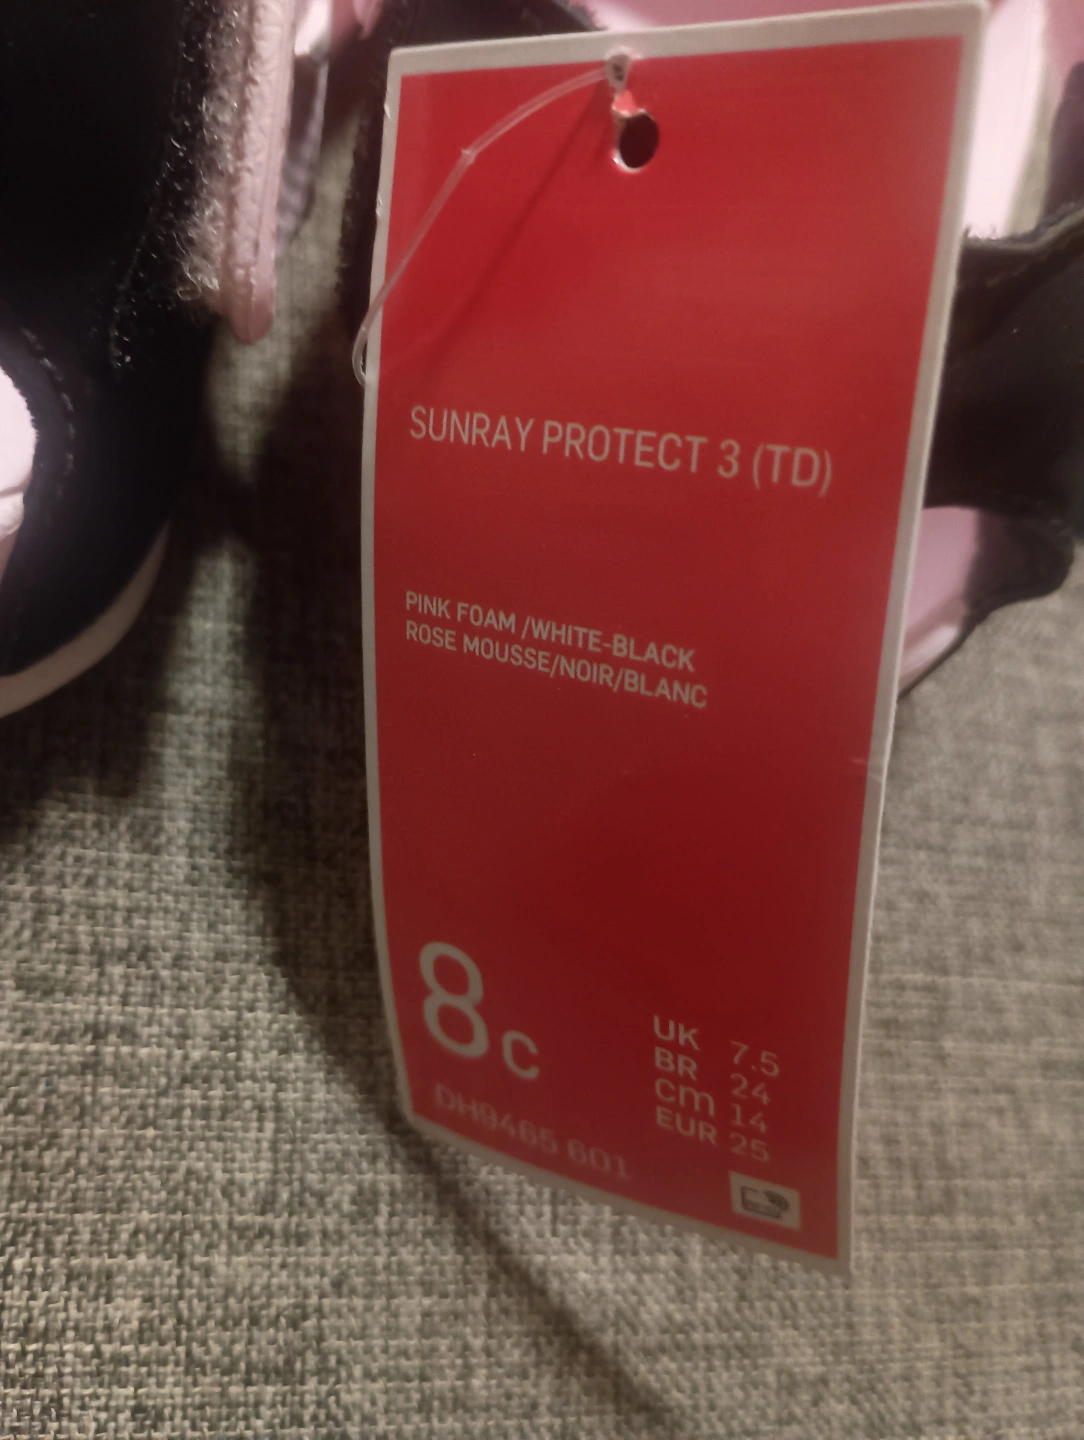 SUNRAY PROTECT 3 (TD)
PINK FOAM /WHITE-BLACK
ROSE MOUSSE/NOIR/BLANC
8C
UK 7.5
BR 24
cm 14
EUR 25
DH9465 601